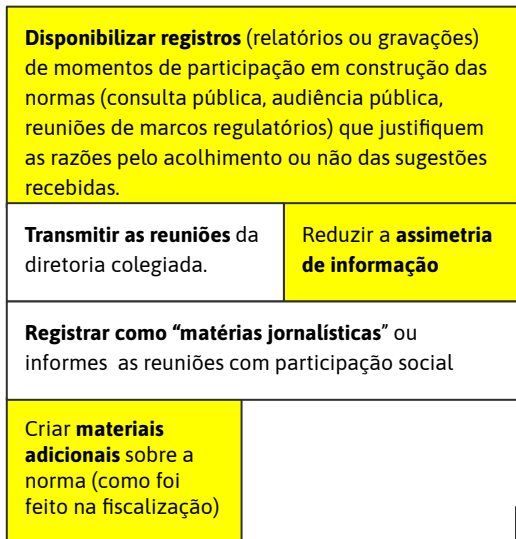 Disponibilizar registros (relatórios ou gravações)
de momentos de participação em construção das
normas (consulta pública, audiência pública,
reuniões de marcos regulatórios) que justifiquem
as razões pelo acolhimento ou não das sugestões
recebidas.
Transmitir as reuniões da
diretoria colegiada.
Reduzir a assimetria
de informação
Registrar como “matérias jornalísticas” ou
informes as reuniões com participação social
Criar materiais
adicionais sobre a
norma (como foi
feito na fiscalização)